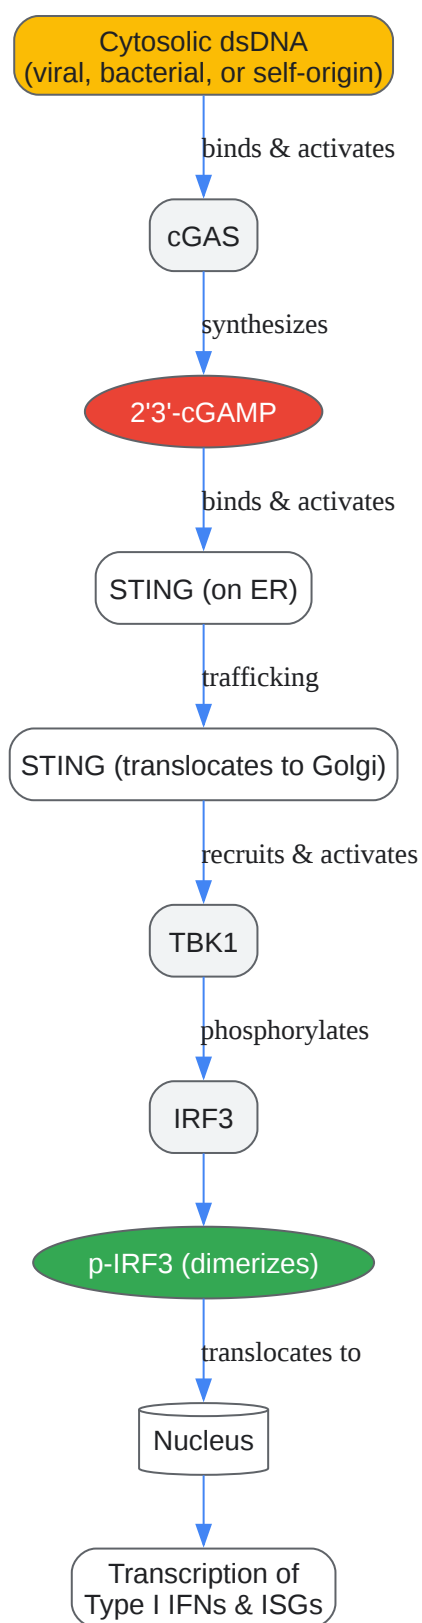 Cytosolic dsDNA
(viral, bacterial, or self-origin)
binds & activates
cGAS
synthesizes
2'3'-cGAMP
binds & activates
STING (on ER)
trafficking
STING (translocates to Golgi)
recruits & activates
TBK1
phosphorylates
IRF3
p-IRF3 (dimerizes)
translocates to
Nucleus
Transcription of
Type I IFNs & ISGs